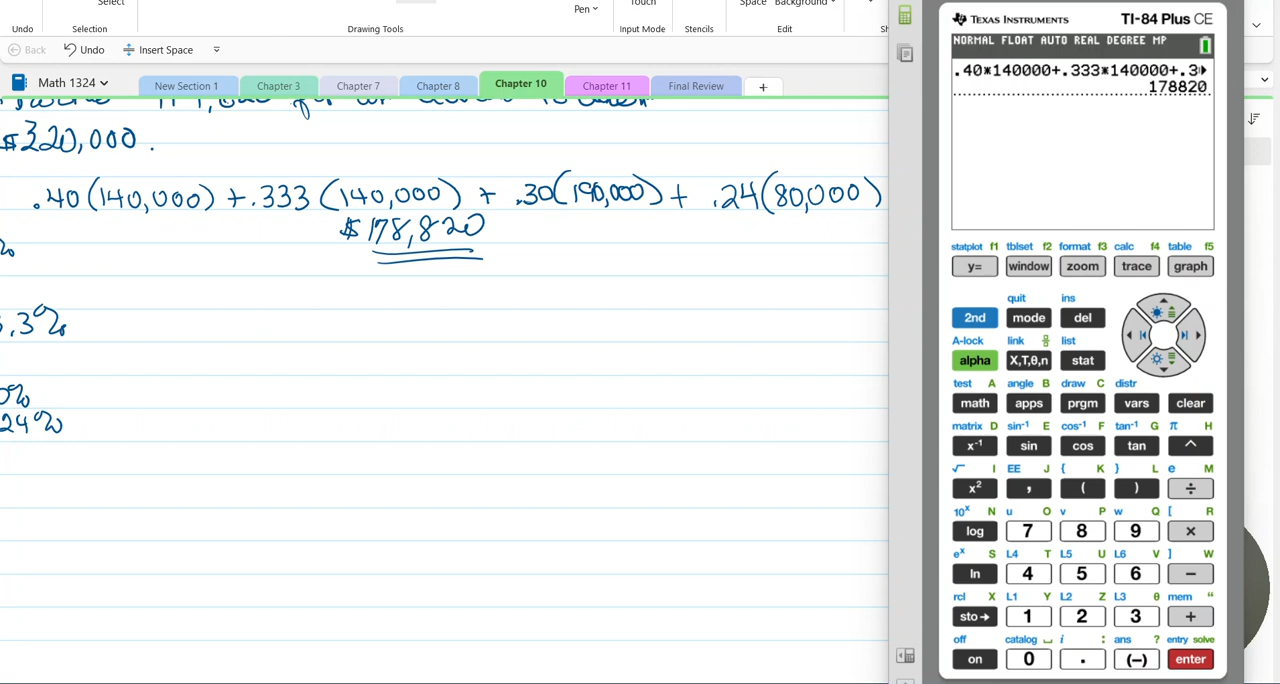 Select
Pen
Touch
Space Background
Undo
Selection
Drawing Tools
Input Mode
Stencils
Edit
Back
Undo
Insert Space
Math 1324
New Section 1
Chapter 3
Chapter 7
Chapter 8
Chapter 10
Chapter 11
Final Review
+
$320,000.
.40(140,000) + .333(140,000) + .30(190,000) + .24(80,000)
$178,820
%
.3%
0%
24%
TEXAS INSTRUMENTS TI-84 Plus CE
NORMAL FLOAT AUTO REAL DEGREE MP
.40*140000+.333*140000+.3
178820
statplot f1 tblset f2 format f3 calc f4 table f5
y= window zoom trace graph
quit ins
2nd mode del
A-lock link list
alpha X,T,θ,n stat
test A angle B draw C distr
math apps prgm vars clear
matrix D sin-1 E cos-1 F tan-1 G π H
x-1 sin cos tan ^
√ I EE J { K } L e M
x² , ( ) ÷
10x N u O v P w Q [ R
log 7 8 9 ×
ex S L4 T L5 U L6 V ] W
ln 4 5 6 −
rcl X L1 Y L2 Z L3 θ mem "
sto→ 1 2 3 +
off catalog ⎵ i : ans ? entry solve
on 0 . (−) enter